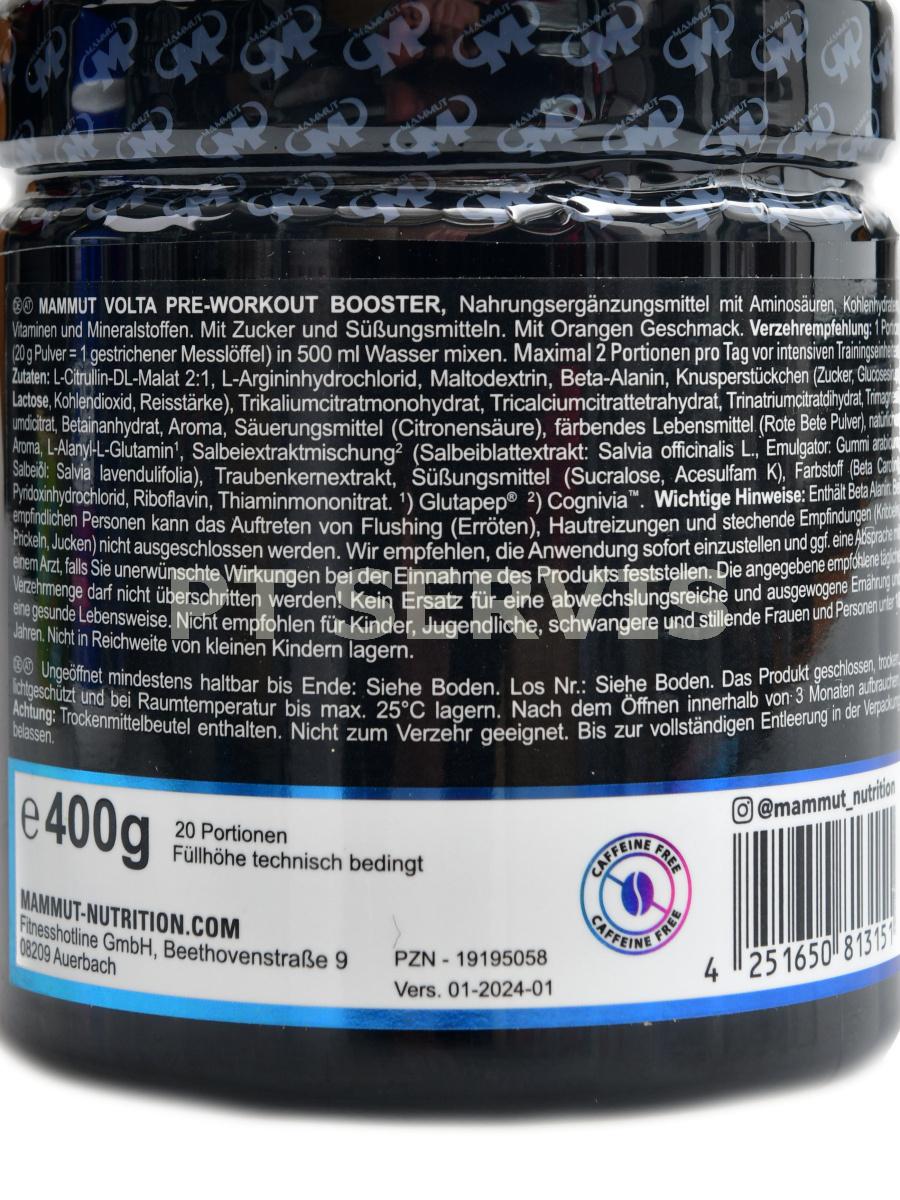 MAMMUT VOLTA PRE-WORKOUT BOOSTER, Nahrungsergänzungsmittel mit Aminosäuren,
Vitaminen und Mineralstoffen. Mit Zucker und Süßungsmitteln. Mit Orangen Geschmack. Verzehrempfehlung: 1
(20 g Pulver = 1 gestrichener Messlöffel) in 500 ml Wasser mixen. Maximal 2 Portionen pro Tag vor intensiven
Zutaten: L-Citrullin-DL-Malat 2:1, L-Argininhydrochlorid, Maltodextrin, Beta-Alanin, Knusperstückchen (Zucker,
Lactose, Kohlendioxid, Reisstärke), Trikaliumcitratmonohydrat, Tricalciumcitrattetrahydrat, Trinatriumcitratdihydrat,
umdicitrat, Betainanhydrat, Aroma, Säuerungsmittel (Citronensäure), färbendes Lebensmittel (Rote Bete Pulver),
Aroma, L-Alanyl-L-Glutamin¹, Salbeiextraktmischung² (Salbeiblattextrakt: Salvia officinalis L., Emulgator: Gummi
Salbeiöl: Salvia lavendulifolia), Traubenkernextrakt, Süßungsmittel (Sucralose, Acesulfam K), Farbstoff (Beta
Pyridoxinhydrochlorid, Riboflavin, Thiaminmononitrat. ¹) Glutapep® ²) Cognivia™. Wichtige Hinweise: Enthält Beta Alanin.
empfindlichen Personen kann das Auftreten von Flushing (Erröten), Hautreizungen und stechende Empfindungen
Prickeln, Jucken) nicht ausgeschlossen werden. Wir empfehlen, die Anwendung sofort einzustellen und ggf. eine Absprache
einem Arzt, falls Sie unerwünschte Wirkungen bei der Einnahme des Produkts feststellen. Die angegebene empfohlene
Verzehrmenge darf nicht überschritten werden. Kein Ersatz für eine abwechslungsreiche und ausgewogene Ernährung
eine gesunde Lebensweise. Nicht empfohlen für Kinder, Jugendliche, schwangere und stillende Frauen und Personen unter
Jahren. Nicht in Reichweite von kleinen Kindern lagern.
PT SERVIS
Ungeöffnet mindestens haltbar bis Ende: Siehe Boden. Los Nr.: Siehe Boden. Das Produkt geschlossen, trocken,
lichtgeschützt und bei Raumtemperatur bis max. 25°C lagern. Nach dem Öffnen innerhalb von 3 Monaten aufbrauchen.
Achtung: Trockenmittelbeutel enthalten. Nicht zum Verzehr geeignet. Bis zur vollständigen Entleerung in der Verpackung
belassen.
@mammut_nutrition
e 400g
20 Portionen
Füllhöhe technisch bedingt
CAFFEINE FREE
CAFFEINE FREE
MAMMUT-NUTRITION.COM
Fitnesshotline GmbH, Beethovenstraße 9
08209 Auerbach
PZN - 19195058
Vers. 01-2024-01
4 251650 813151